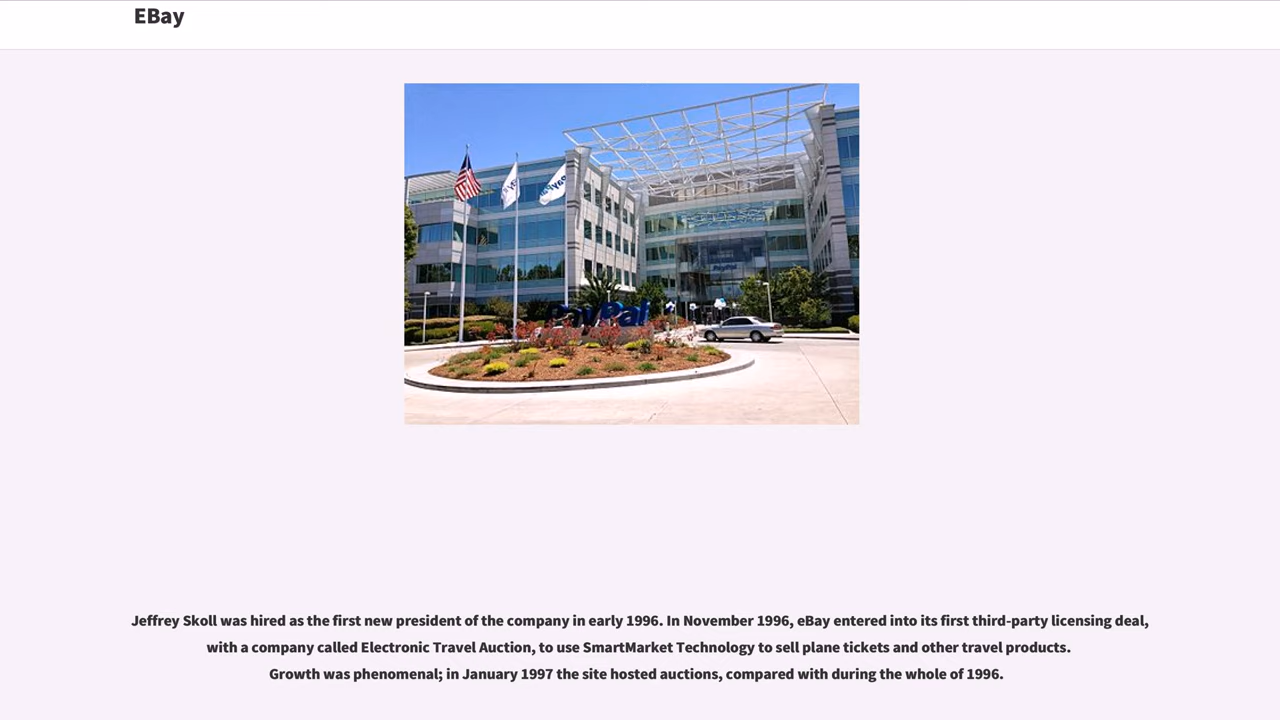 EBay
PayPal
Jeffrey Skoll was hired as the first new president of the company in early 1996. In November 1996, eBay entered into its first third-party licensing deal,
with a company called Electronic Travel Auction, to use SmartMarket Technology to sell plane tickets and other travel products.
Growth was phenomenal; in January 1997 the site hosted auctions, compared with during the whole of 1996.